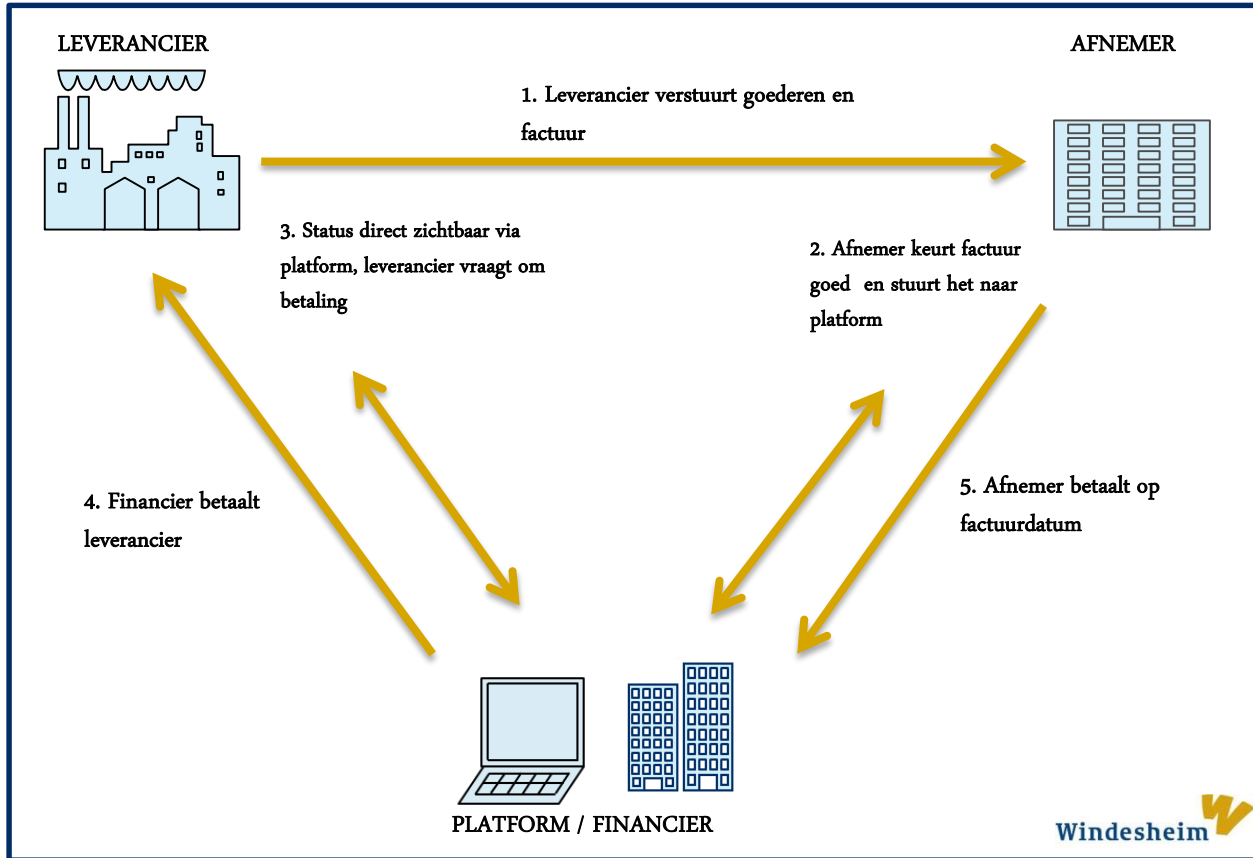 LEVERANCIER
AFNEMER
1. Leverancier verstuurt goederen en
factuur
3. Status direct zichtbaar via
platform, leverancier vraagt om
betaling
2. Afnemer keurt factuur
goed en stuurt het naar
platform
4. Financier betaalt
leverancier
5. Afnemer betaalt op
factuurdatum
PLATFORM / FINANCIER
Windesheim